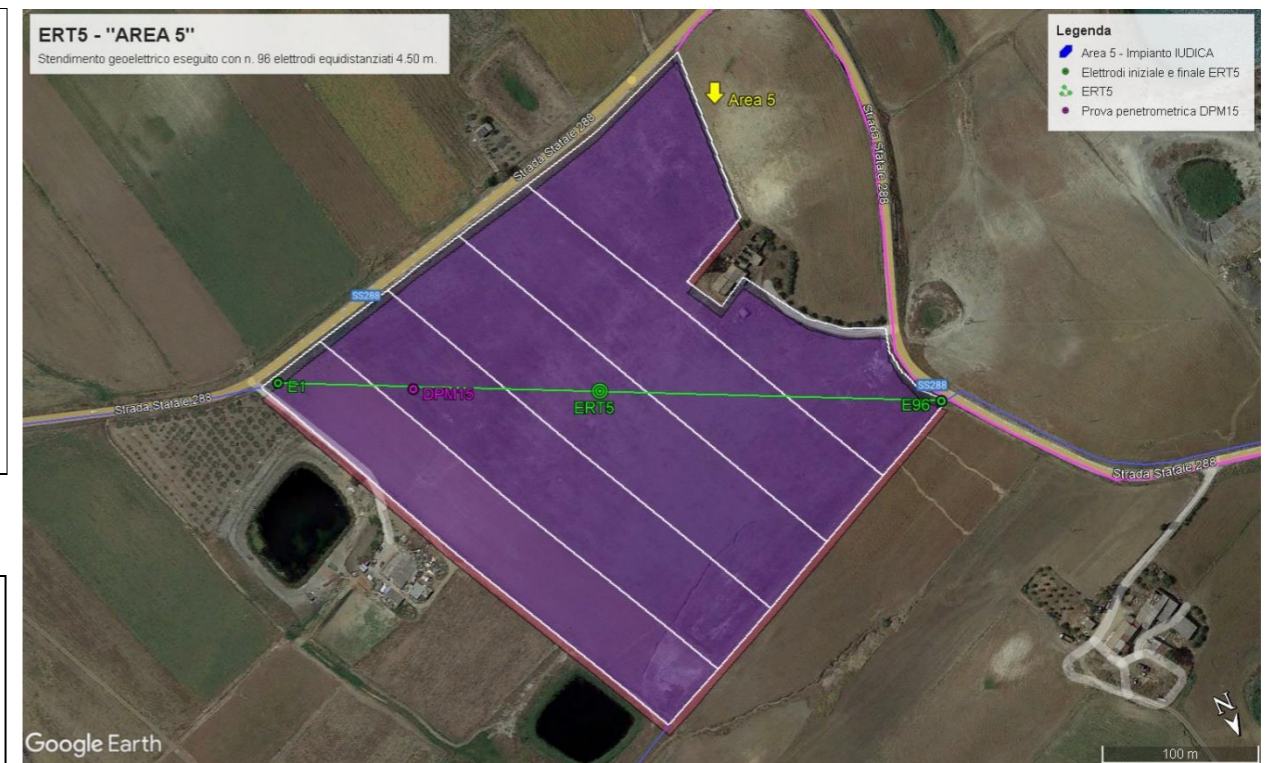 ERT5 - "AREA 5"
Stendimento geoelettrico eseguito con n. 96 elettrodi equidistanziati 4.50 m.
Legenda
Area 5 - Impianto IUDICA
Elettrodi iniziale e finale ERT5
ERT5
Prova penetrometrica DPM15
Area 5
Strada Statale 288
Strada Statale 288
SS288
E1
DPM15
ERT5
SS288
E96
Strada Statale 288
Strada Statale 288
N
Google Earth
100 m